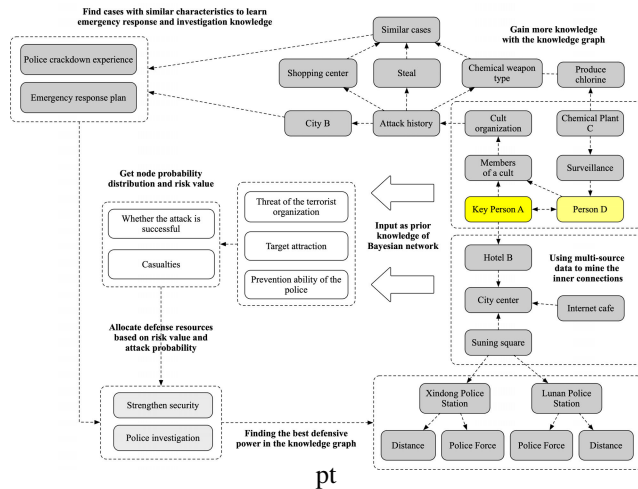 Find cases with similar characteristics to learn
emergency response and investigation knowledge
Police crackdown experience
Emergency response plan
Similar cases
Gain more knowledge
with the knowledge graph
Shopping center
Steal
Chemical weapon
type
Produce
chlorine
City B
Attack history
Cult
organization
Chemical Plant
C
Members
of a cult
Surveillance
Key Person A
Person D
Get node probability
distribution and risk value
Whether the attack is
successful
Casualties
Threat of the terrorist
organization
Target attraction
Prevention ability of the
police
Input as prior
knowledge of
Bayesian network
Hotel B
Using multi-source
data to mine the
inner connections
City center
Internet cafe
Suning square
Allocate defense resources
based on risk value and
attack probability
Strengthen security
Police investigation
Finding the best defensive
power in the knowledge graph
Xindong Police
Station
Lunan Police
Station
Distance
Police Force
Police Force
Distance
pt